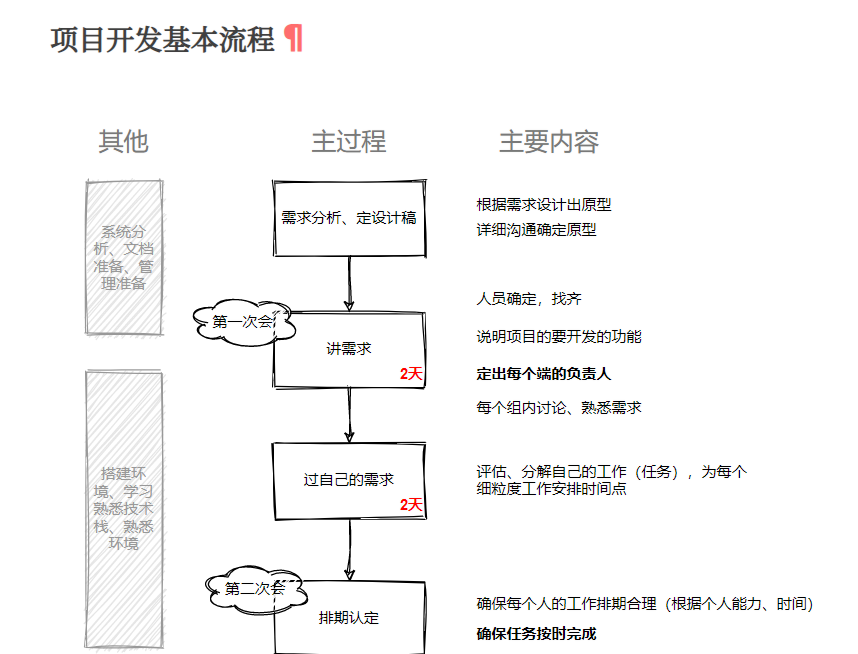 项目开发基本流程 ¶
其他
主过程
主要内容
系统分
析、文档
准备、管
理准备
需求分析、定设计稿
根据需求设计出原型
详细沟通确定原型
第一次会
讲需求
2天
人员确定，找齐
说明项目的要开发的功能
定出每个端的负责人
每个组内讨论、熟悉需求
搭建环
境、学习
熟悉技术
栈、熟悉
环境
过自己的需求
2天
评估、分解自己的工作（任务），为每个
细粒度工作安排时间点
第二次会
排期认定
确保每个人的工作排期合理（根据个人能力、时间）
确保任务按时完成